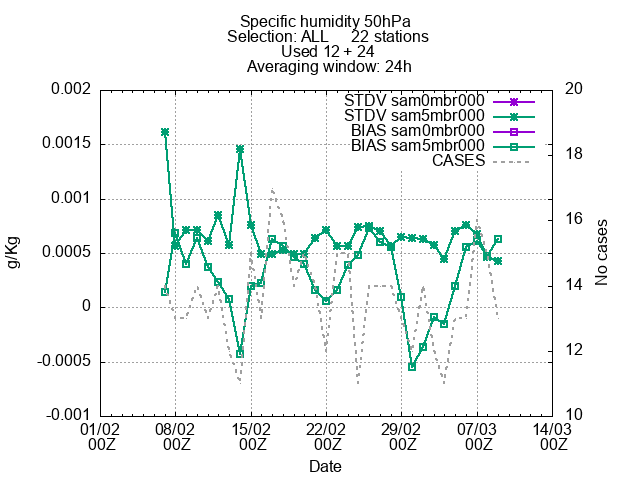 Specific humidity 50hPa
Selection: ALL 22 stations
Used 12 + 24
Averaging window: 24h
STDV sam0mbr000
STDV sam5mbr000
BIAS sam0mbr000
BIAS sam5mbr000
CASES
0.002
0.0015
0.001
0.0005
0
-0.0005
-0.001
g/Kg
20
18
16
14
12
10
No cases
01/02 08/02 15/02 22/02 29/02 07/03 14/03
00Z 00Z 00Z 00Z 00Z 00Z 00Z
Date